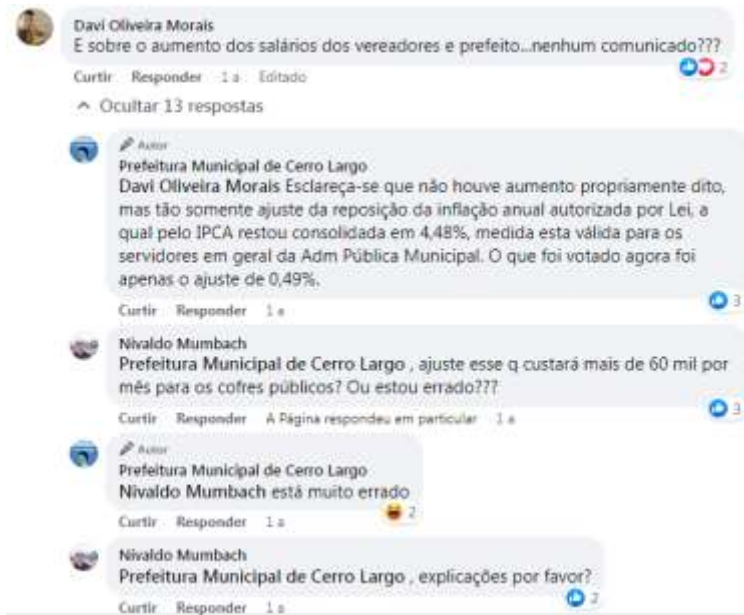 Davi Oliveira Morais
E sobre o aumento dos salários dos vereadores e prefeito...nenhum comunicado???
2
Curtir Responder 1 a Editado
Ocultar 13 respostas
Autor
Prefeitura Municipal de Cerro Largo
Davi Oliveira Morais Esclareça-se que não houve aumento propriamente dito,
mas tão somente ajuste da reposição da inflação anual autorizada por Lei, a
qual pelo IPCA restou consolidada em 4,48%, medida esta válida para os
servidores em geral da Adm Pública Municipal. O que foi votado agora foi
apenas o ajuste de 0,49%.
3
Curtir Responder 1 a
Nivaldo Mumbach
Prefeitura Municipal de Cerro Largo , ajuste esse q custará mais de 60 mil por
mês para os cofres públicos? Ou estou errado???
3
Curtir Responder A Página respondeu em particular 1 a
Autor
Prefeitura Municipal de Cerro Largo
Nivaldo Mumbach está muito errado
2
Curtir Responder 1 a
Nivaldo Mumbach
Prefeitura Municipal de Cerro Largo , explicações por favor?
2
Curtir Responder 1 a